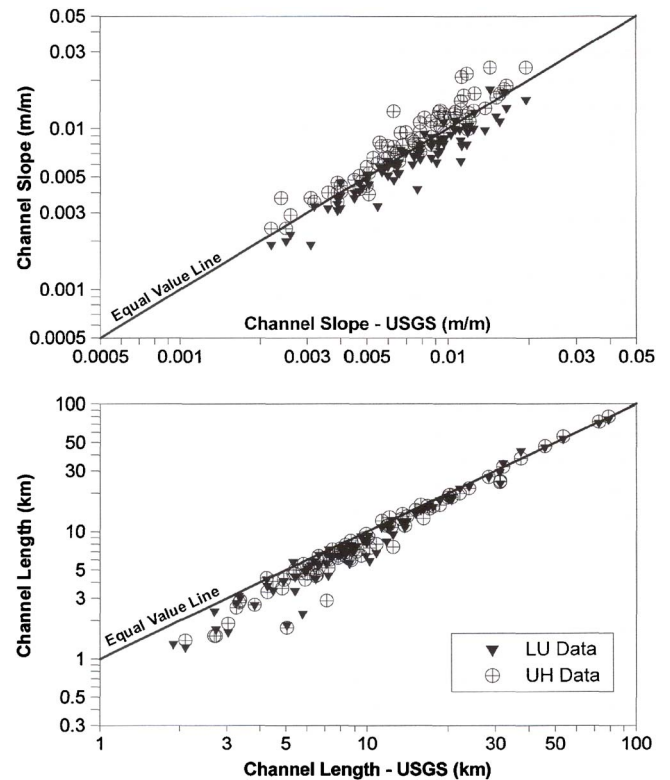 0.05
0.03
0.01
0.005
0.003
0.001
0.0005
Channel Slope (m/m)
Equal Value Line
Channel Slope - USGS (m/m)
0.0005 0.001 0.003 0.005 0.01 0.03 0.05
100
50
30
10
5
3
1
0.5
0.3
Channel Length (km)
Equal Value Line
LU Data
UH Data
1 3 5 10 30 50 100
Channel Length - USGS (km)